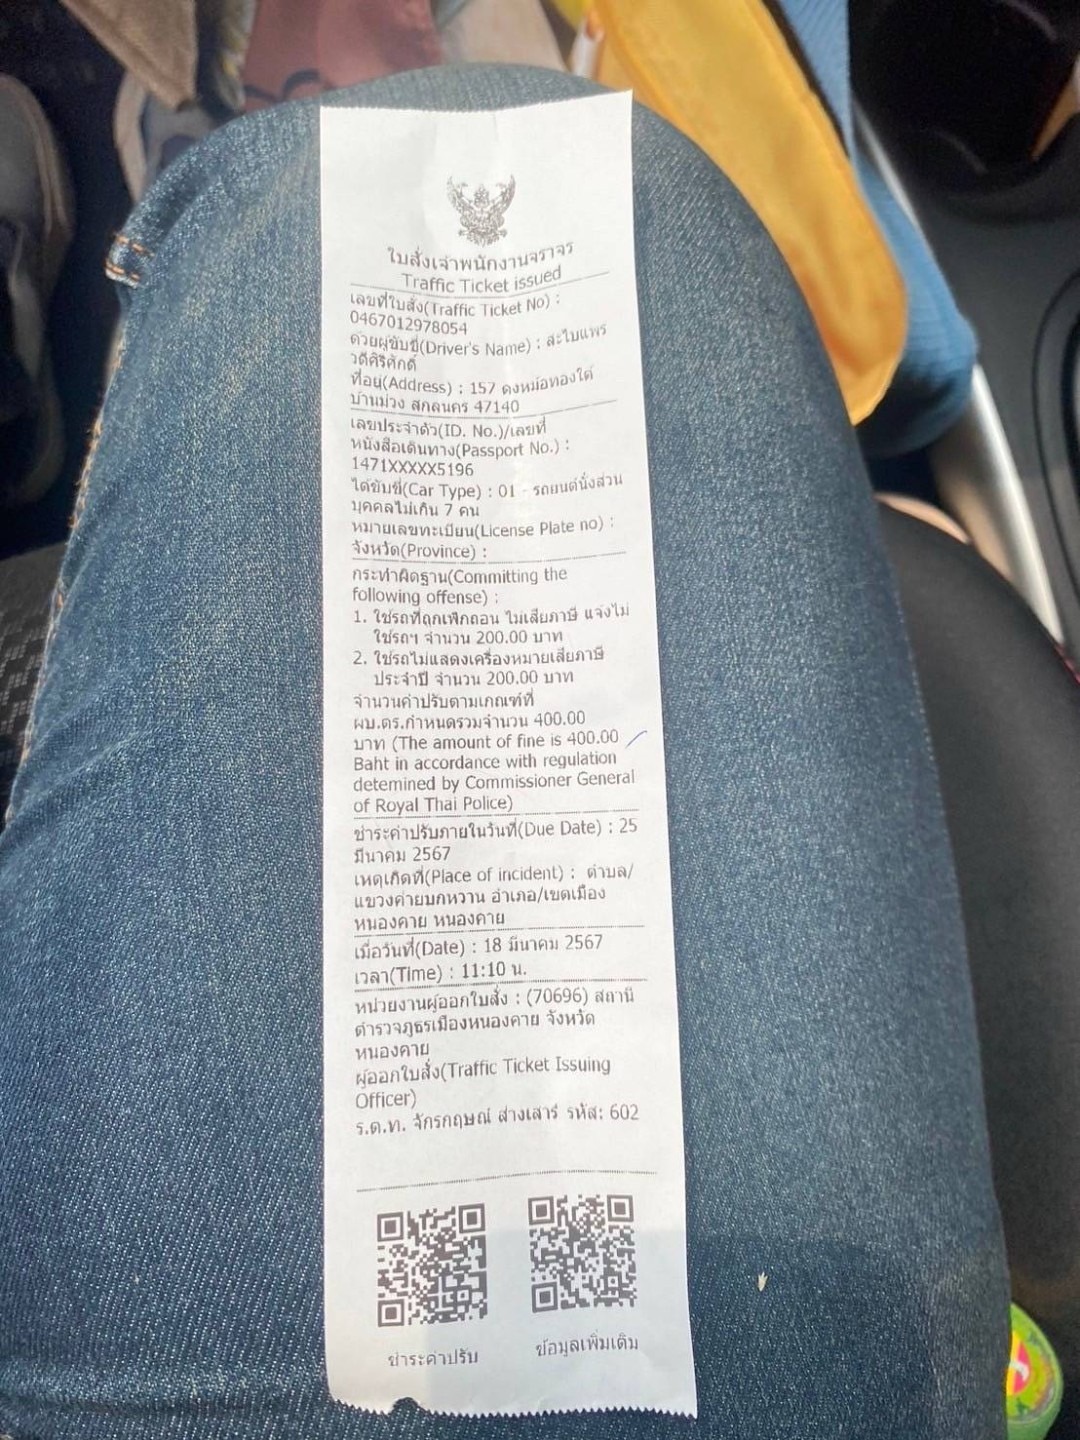 ใบสั่งเจ้าพนักงานจราจร
Traffic Ticket issued
เลขที่ใบสั่ง(Traffic Ticket No) :
0467012978054
ด้วยผู้ขับขี่(Driver's Name) : สะไบแพร
วดีศิริศักดิ์
ที่อยู่(Address) : 157 ดงหม้อทองใต้
บ้านม่วง สกลนคร 47140
เลขประจำตัว(ID. No.)/เลขที่
หนังสือเดินทาง(Passport No.) :
1471XXXXX5196
ได้ขับขี่(Car Type) : 01 - รถยนต์นั่งส่วน
บุคคลไม่เกิน 7 คน
หมายเลขทะเบียน(License Plate no) :
จังหวัด(Province) :
กระทำผิดฐาน(Committing the
following offense) :
1. ใช้รถที่ถูกเพิกถอน ไม่เสียภาษี แจ้งไม่
ใช้รถฯ จำนวน 200.00 บาท
2. ใช้รถไม่แสดงเครื่องหมายเสียภาษี
ประจำปี จำนวน 200.00 บาท
จำนวนค่าปรับตามเกณฑ์ที่
ผบ.ตร.กำหนดรวมจำนวน 400.00
บาท (The amount of fine is 400.00
Baht in accordance with regulation
detemined by Commissioner General
of Royal Thai Police)
ชำระค่าปรับภายในวันที่(Due Date) : 25
มีนาคม 2567
เหตุเกิดที่(Place of incident) : ตำบล/
แขวงค่ายบกหวาน อำเภอ/เขตเมือง
หนองคาย หนองคาย
เมื่อวันที่(Date) : 18 มีนาคม 2567
เวลา(Time) : 11:10 น.
หน่วยงานผู้ออกใบสั่ง : (70696) สถานี
ตำรวจภูธรเมืองหนองคาย จังหวัด
หนองคาย
ผู้ออกใบสั่ง(Traffic Ticket Issuing
Officer)
ร.ต.ท. จักรกฤษณ์ ส่างเสาร์ รหัส: 602
ชำระค่าปรับ
ข้อมูลเพิ่มเติม